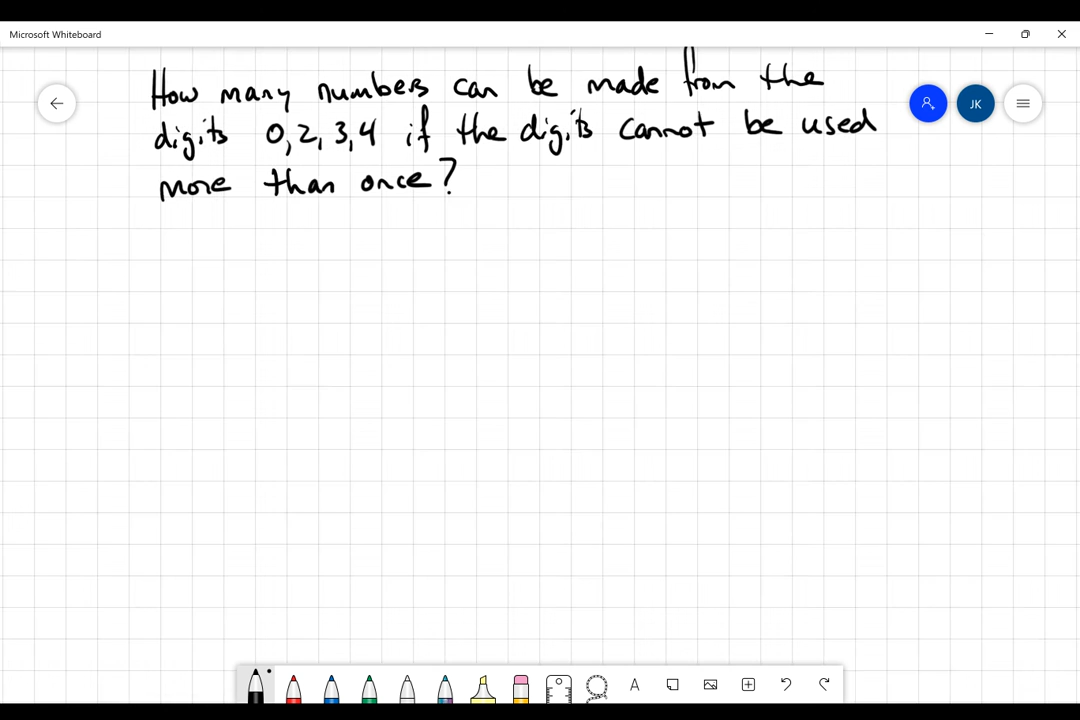 Microsoft Whiteboard
How many numbers can be made from the
digits 0, 2, 3, 4 if the digits cannot be used
more than once?
JK
A